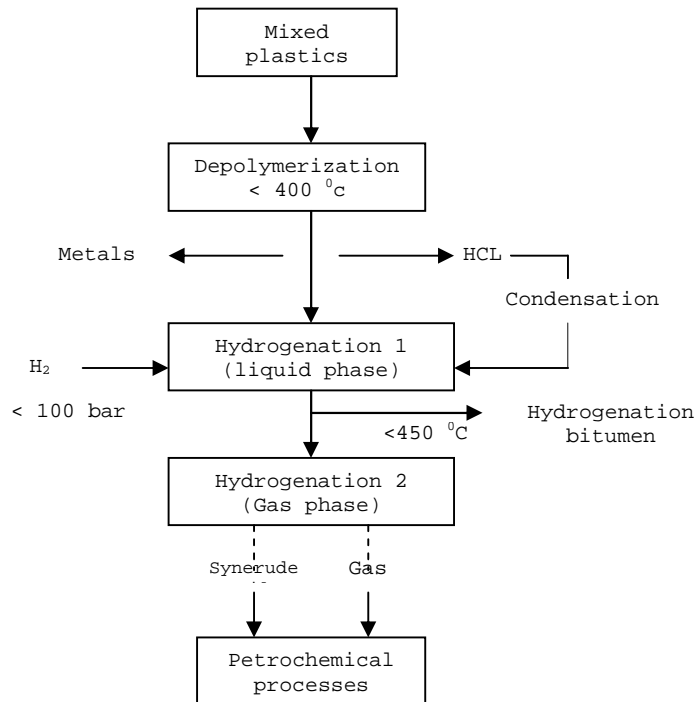 Mixed
plastics
Depolymerization
< 400 ⁰c
Metals
HCL
Condensation
Hydrogenation 1
(liquid phase)
H₂
< 100 bar
<450 ⁰C
Hydrogenation
bitumen
Hydrogenation 2
(Gas phase)
Synerude
Gas
Petrochemical
processes